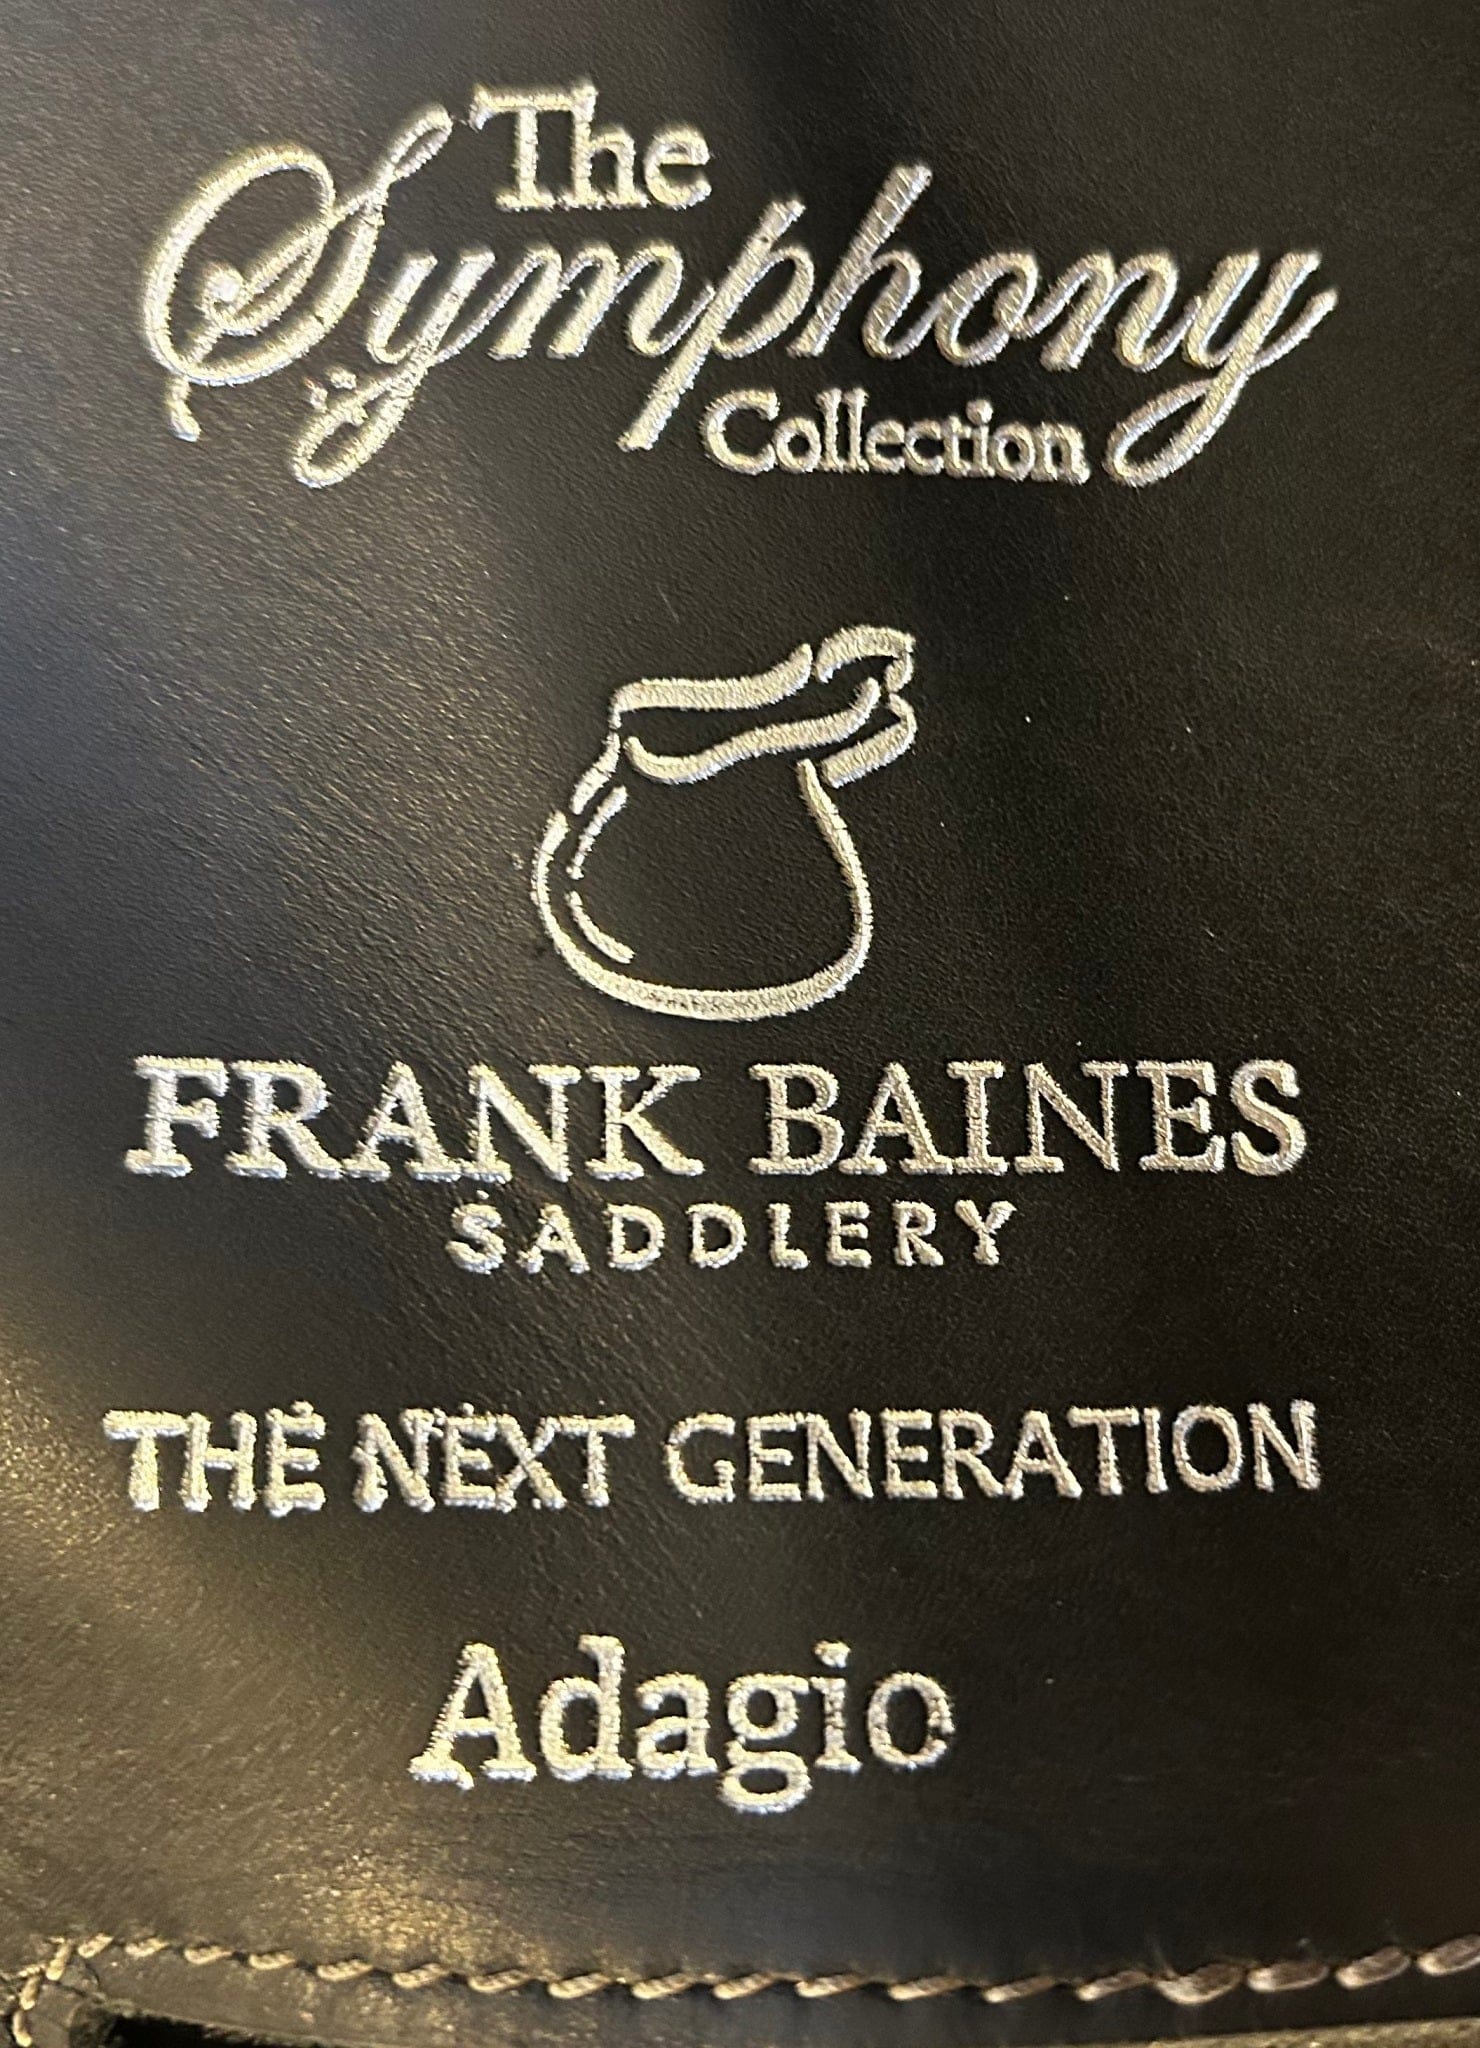 The
Symphony
Collection
FRANK BAINES
SADDLERY
THE NEXT GENERATION
Adagio